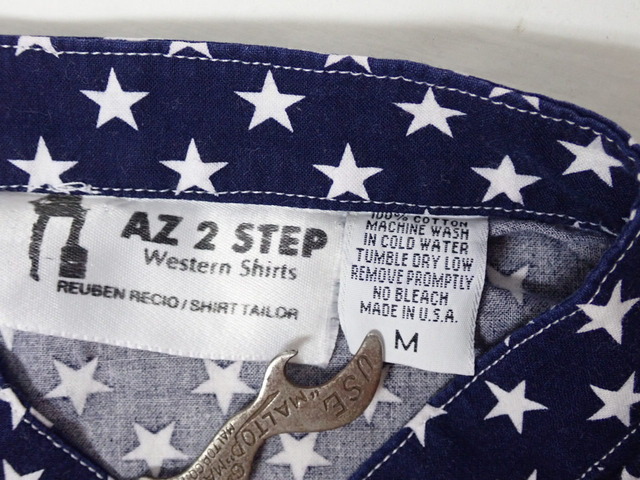 AZ 2 STEP
Western Shirts
REUBEN RECIO / SHIRT TAILOR
100% COTTON
MACHINE WASH
IN COLD WATER
TUMBLE DRY LOW
REMOVE PROMPTLY
NO BLEACH
MADE IN U.S.A.
M
USE "MALTO-D